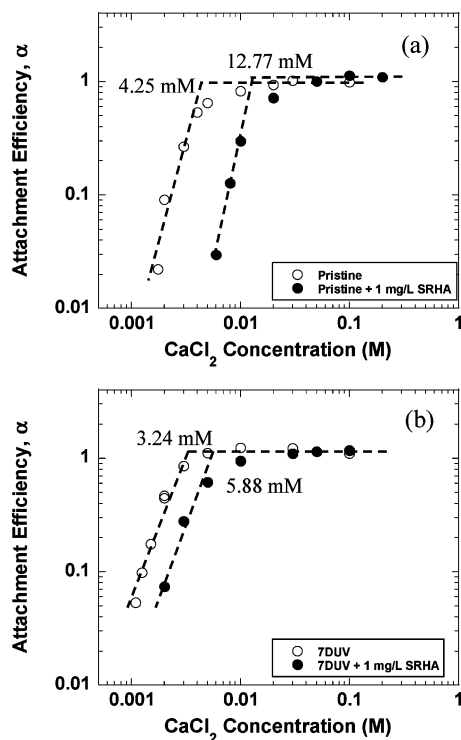 (a)
12.77 mM
4.25 mM
Attachment Efficiency, α
1
0.1
0.01
Pristine
Pristine + 1 mg/L SRHA
0.001
0.01
0.1
1
CaCl₂ Concentration (M)
(b)
3.24 mM
5.88 mM
Attachment Efficiency, α
1
0.1
0.01
7DUV
7DUV + 1 mg/L SRHA
0.001
0.01
0.1
1
CaCl₂ Concentration (M)